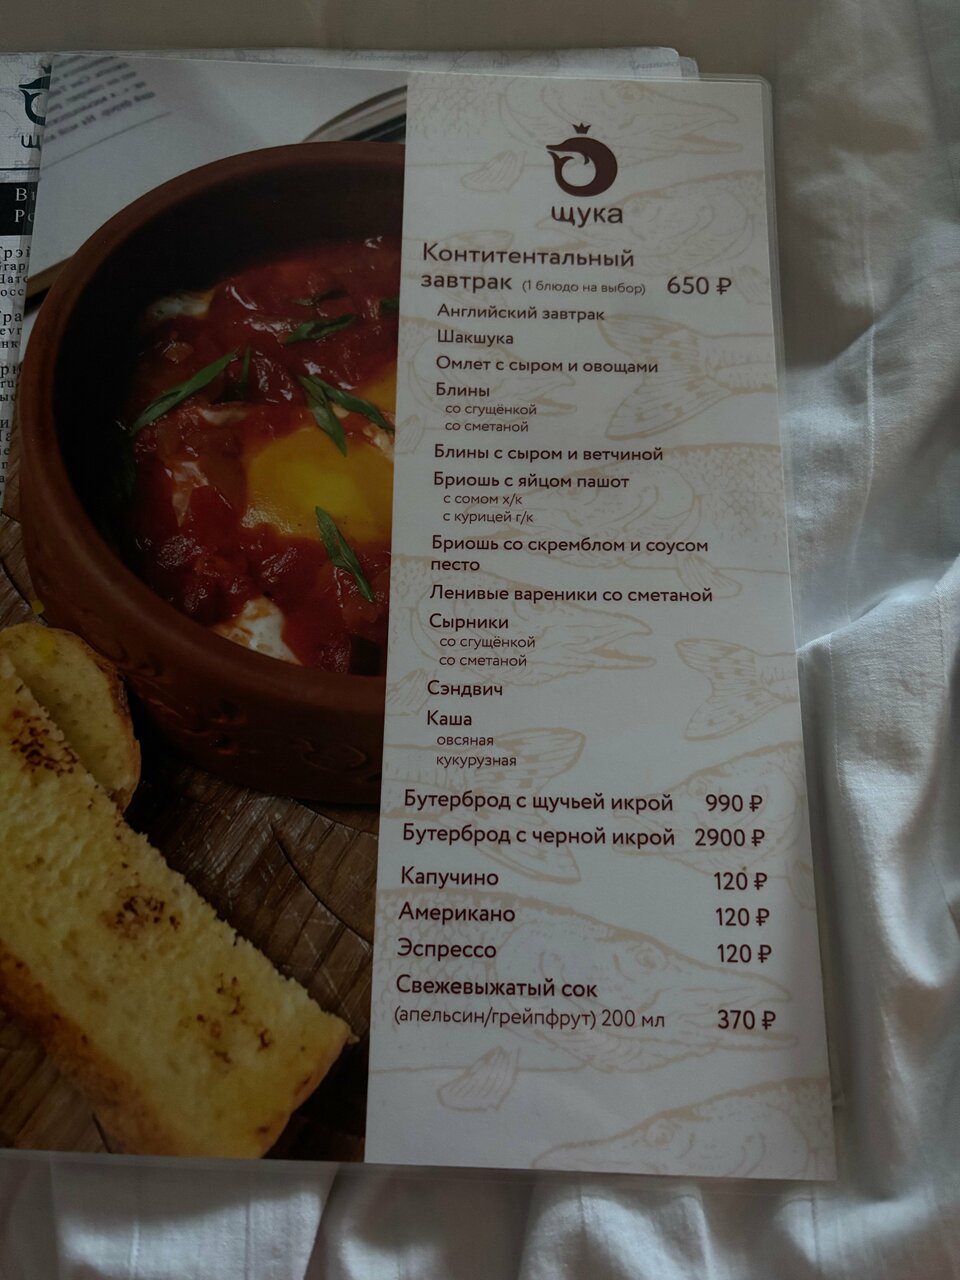 щука
Контитентальный
завтрак (1 блюдо на выбор) 650 ₽
Английский завтрак
Шакшука
Омлет с сыром и овощами
Блины
со сгущёнкой
со сметаной
Блины с сыром и ветчиной
Бриошь с яйцом пашот
с сомом х/к
с курицей г/к
Бриошь со скремблом и соусом
песто
Ленивые вареники со сметаной
Сырники
со сгущёнкой
со сметаной
Сэндвич
Каша
овсяная
кукурузная
Бутерброд с щучьей икрой 990 ₽
Бутерброд с черной икрой 2900 ₽
Капучино 120 ₽
Американо 120 ₽
Эспрессо 120 ₽
Свежевыжатый сок
(апельсин/грейпфрут) 200 мл 370 ₽